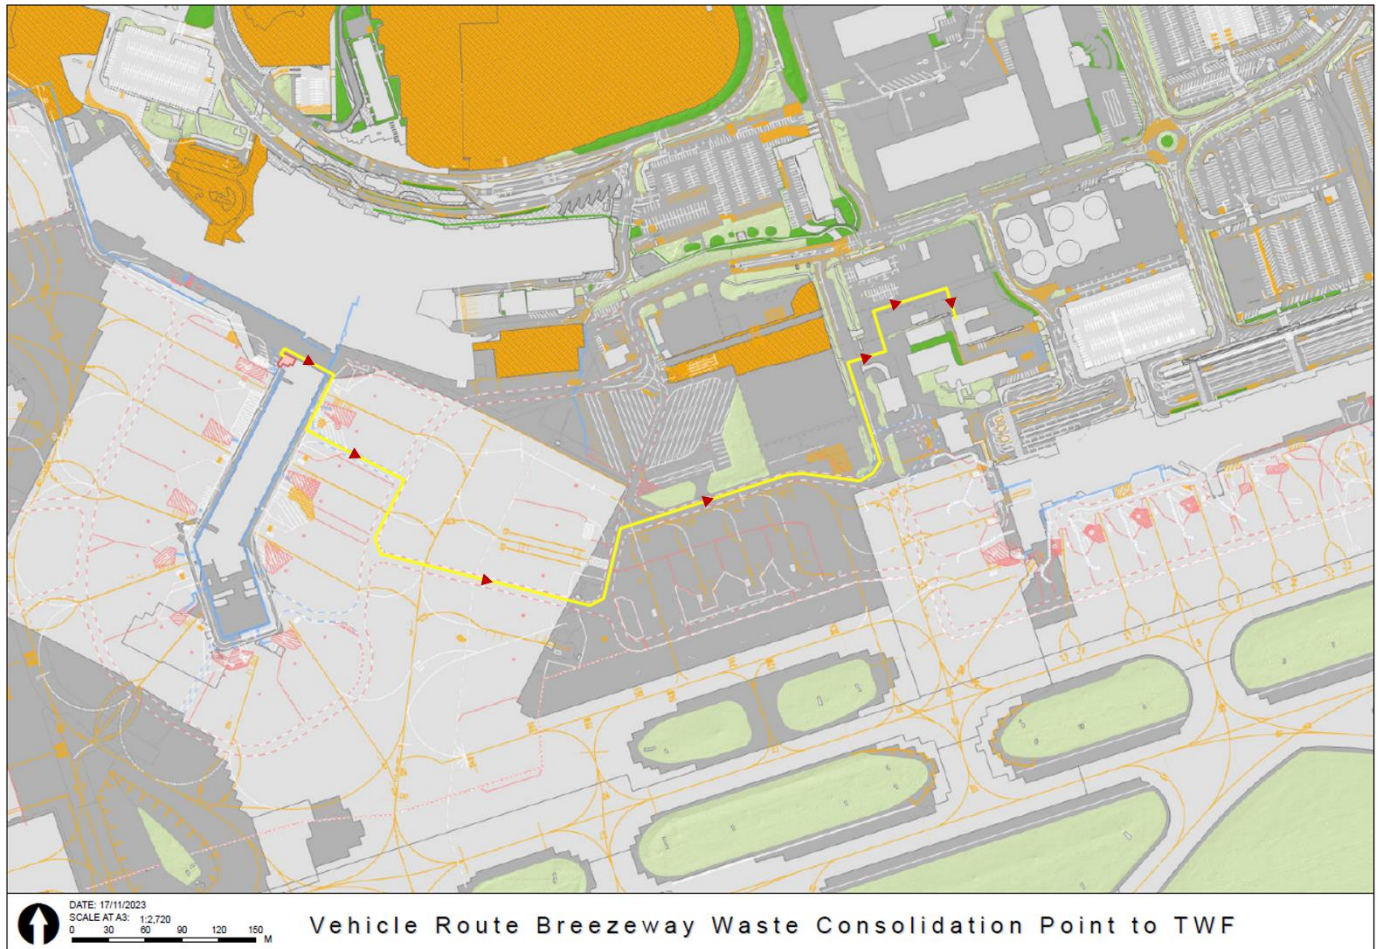 DATE: 17/11/2023
SCALE AT A3: 1:2,720
0 30 60 90 120 150
M
Vehicle Route Breezeway Waste Consolidation Point to TWF